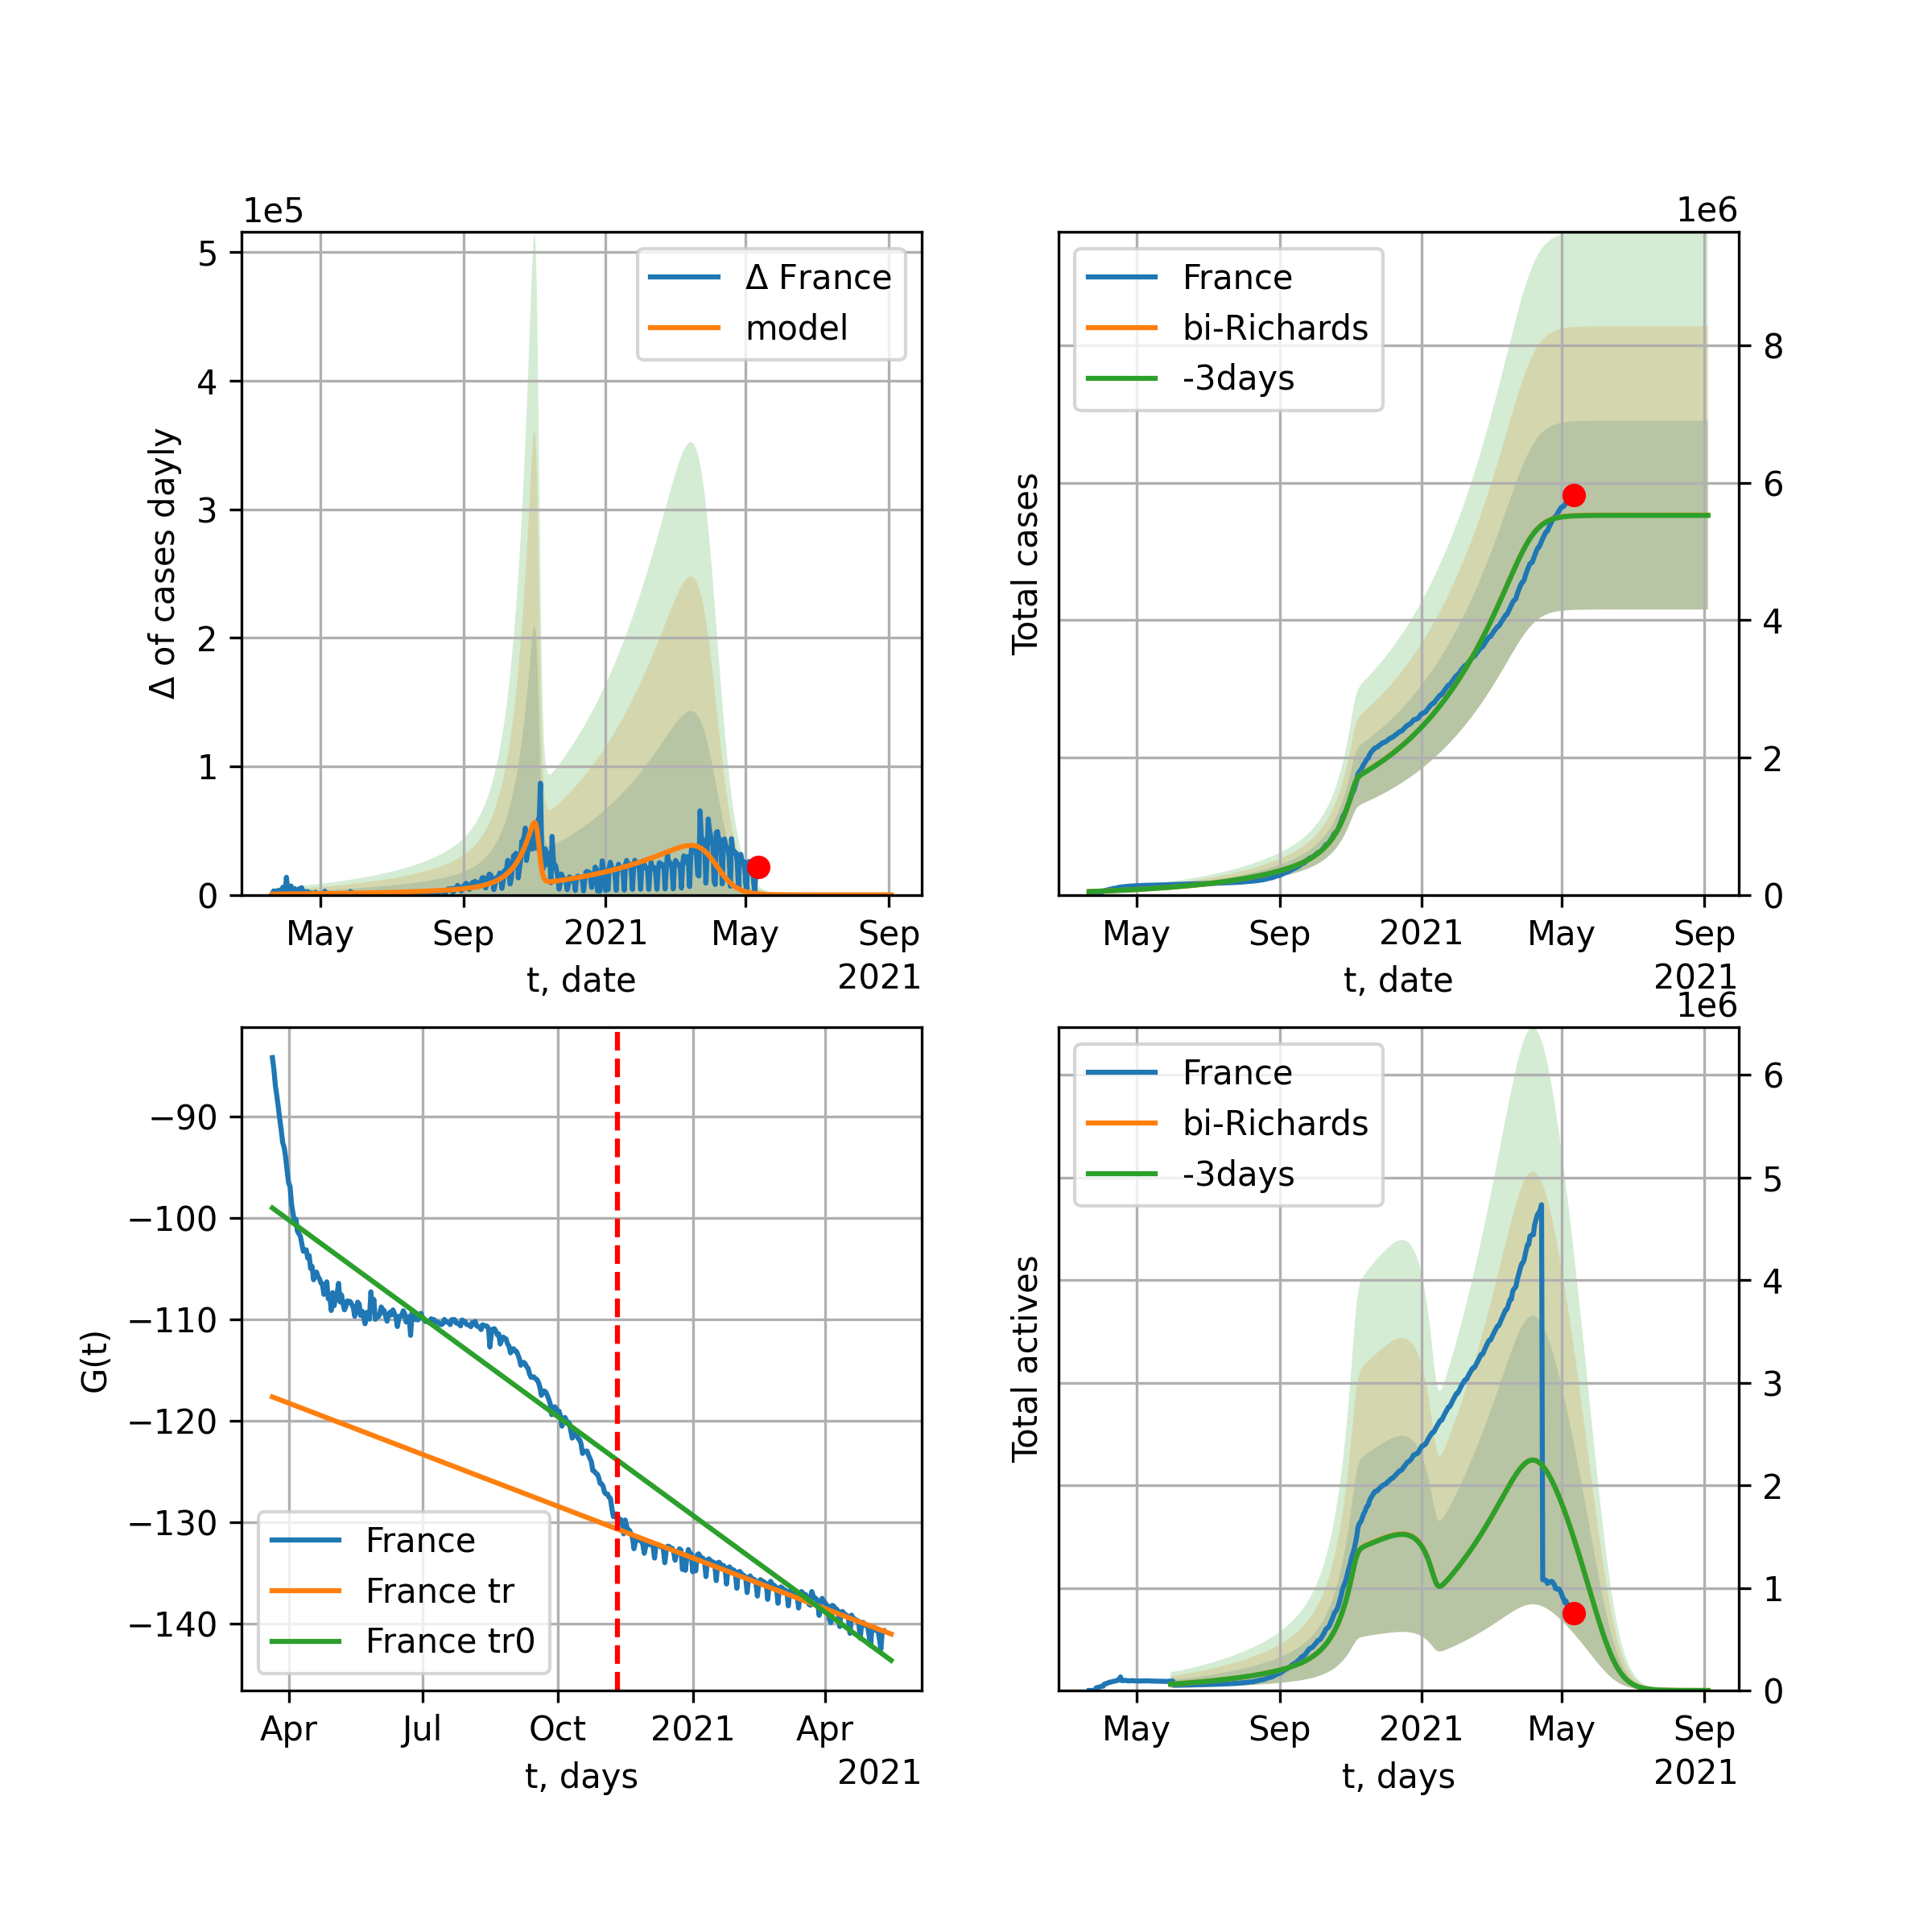 1e5
5
4
3
2
1
0
Δ of cases dayly
Δ France
model
May
Sep
2021
May
Sep
t, date
2021
1e6
France
bi-Richards
-3days
Total cases
8
6
4
2
0
May
Sep
2021
May
Sep
t, date
2021
−90
−100
−110
−120
−130
−140
G(t)
France
France tr
France tr0
Apr
Jul
Oct
2021
Apr
t, days
2021
1e6
France
bi-Richards
-3days
Total actives
6
5
4
3
2
1
0
May
Sep
2021
May
Sep
t, days
2021